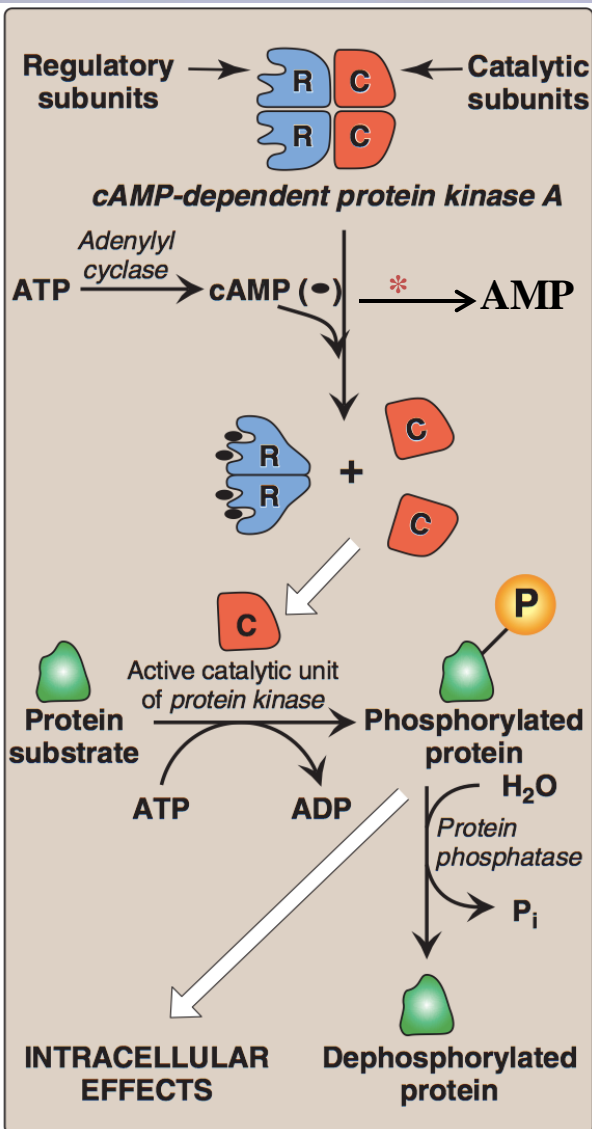 Regulatory
subunits
R
C
R
C
Catalytic
subunits
cAMP-dependent protein kinase A
Adenylyl
cyclase
ATP
cAMP (•)
*
AMP
R
R
+
C
C
C
P
Active catalytic unit
of protein kinase
Protein
substrate
ATP
ADP
Phosphorylated
protein
H₂O
Protein
phosphatase
Pᵢ
INTRACELLULAR
EFFECTS
Dephosphorylated
protein